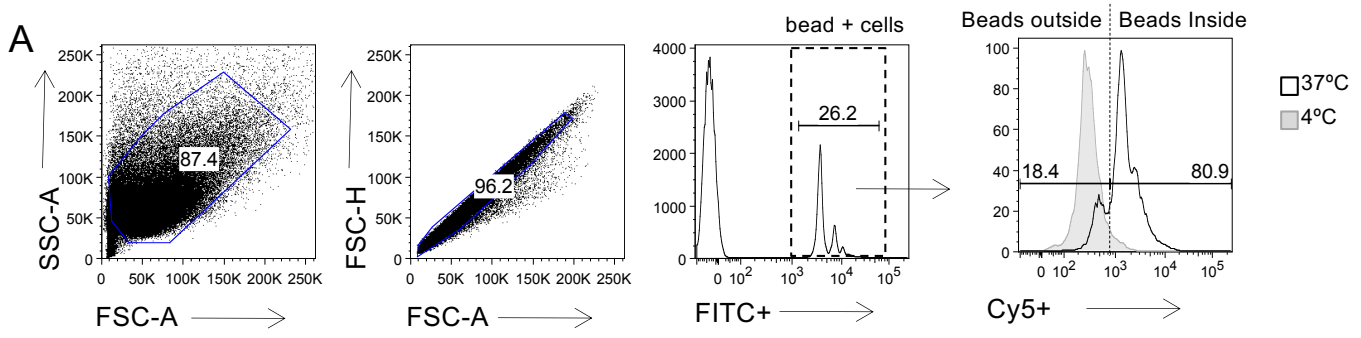 A
SSC-A
250K
200K
150K
100K
50K
0
87.4
0 50K 100K 150K 200K 250K
FSC-A
FSC-H
250K
200K
150K
100K
50K
0
96.2
0 50K 100K 150K 200K 250K
FSC-A
bead + cells
4000
3000
2000
1000
0
26.2
0 10² 10³ 10⁴ 10⁵
FITC+
Beads outside Beads Inside
100
80
60
40
20
0
18.4 80.9
0 10² 10³ 10⁴ 10⁵
Cy5+
37ºC
4ºC